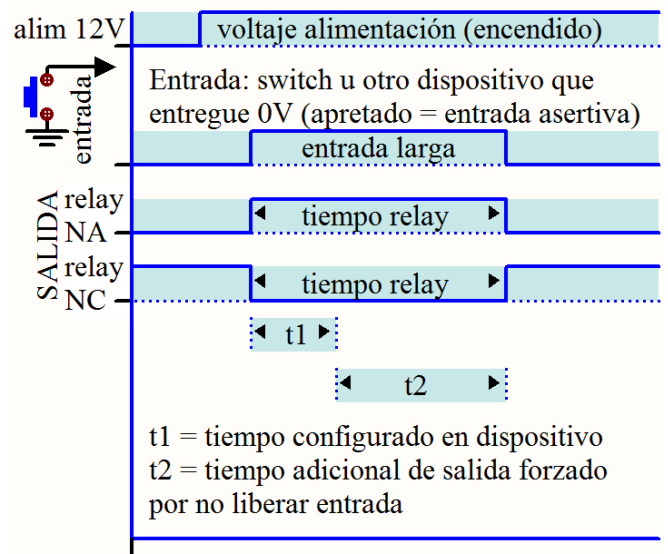 alim 12V
voltaje alimentación (encendido)
entrada
Entrada: switch u otro dispositivo que
entregue 0V (apretado = entrada asertiva)
entrada larga
SALIDA
relay
NA
tiempo relay
relay
NC
tiempo relay
t1
t2
t1 = tiempo configurado en dispositivo
t2 = tiempo adicional de salida forzado
por no liberar entrada